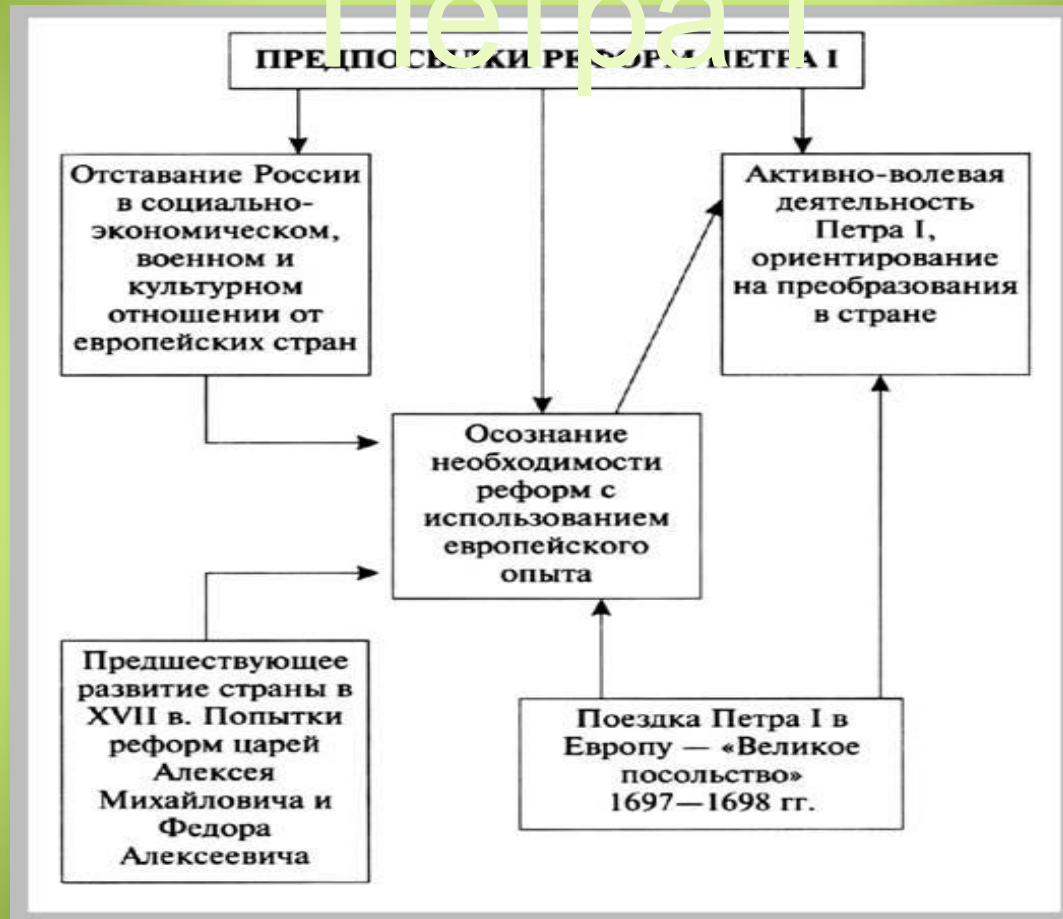 Петра I
ПРЕДПОСЫЛКИ РЕФОРМ ПЕТРА I
Отставание России
в социально-
экономическом,
военном и
культурном
отношении от
европейских стран
Активно-волевая
деятельность
Петра I,
ориентирование
на преобразования
в стране
Осознание
необходимости
реформ с
использованием
европейского
опыта
Предшествующее
развитие страны в
XVII в. Попытки
реформ царей
Алексея
Михайловича и
Федора
Алексеевича
Поездка Петра I в
Европу — «Великое
посольство»
1697—1698 гг.